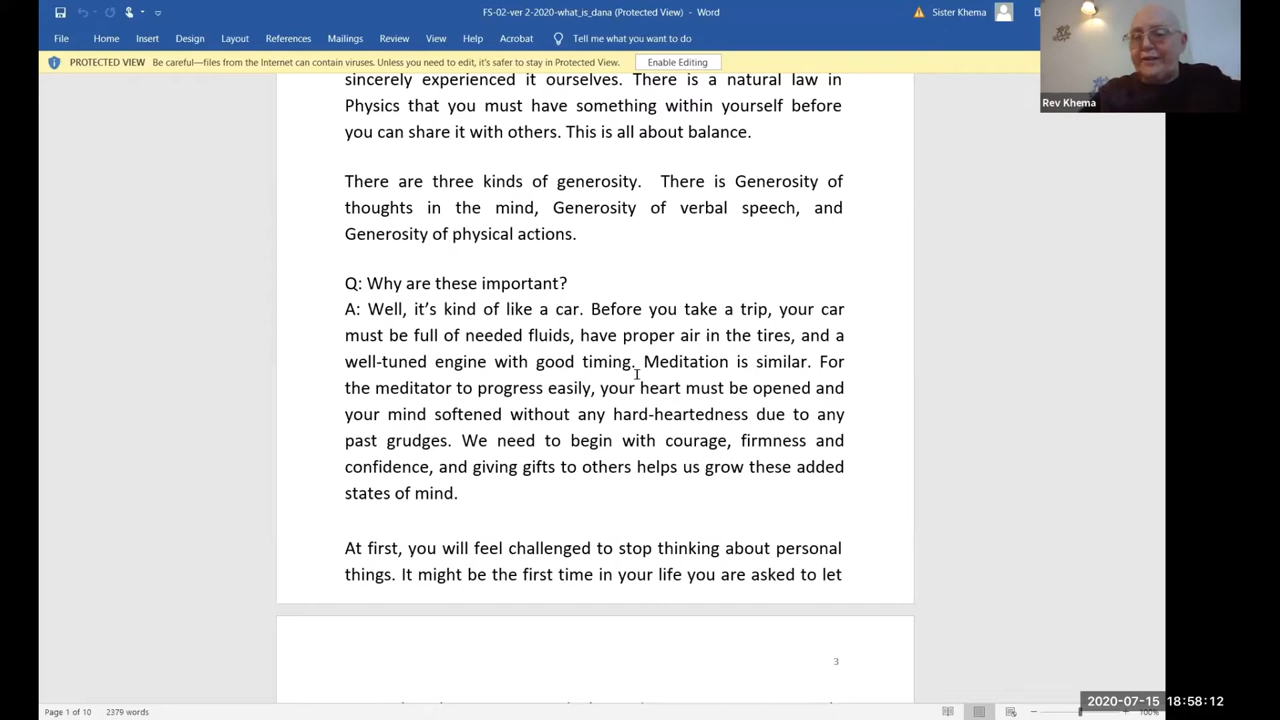 FS-02-ver 2-2020-what_is_dana (Protected View) - Word
Sister Khema
File Home Insert Design Layout References Mailings Review View Help Acrobat Tell me what you want to do
PROTECTED VIEW Be careful—files from the Internet can contain viruses. Unless you need to edit, it's safer to stay in Protected View. Enable Editing
Rev Khema
sincerely experienced it ourselves. There is a natural law in
Physics that you must have something within yourself before
you can share it with others. This is all about balance.
There are three kinds of generosity. There is Generosity of
thoughts in the mind, Generosity of verbal speech, and
Generosity of physical actions.
Q: Why are these important?
A: Well, it's kind of like a car. Before you take a trip, your car
must be full of needed fluids, have proper air in the tires, and a
well-tuned engine with good timing. Meditation is similar. For
the meditator to progress easily, your heart must be opened and
your mind softened without any hard-heartedness due to any
past grudges. We need to begin with courage, firmness and
confidence, and giving gifts to others helps us grow these added
states of mind.
At first, you will feel challenged to stop thinking about personal
things. It might be the first time in your life you are asked to let
3
2020-07-15 18:58:12
Page 1 of 10 2379 words
100%